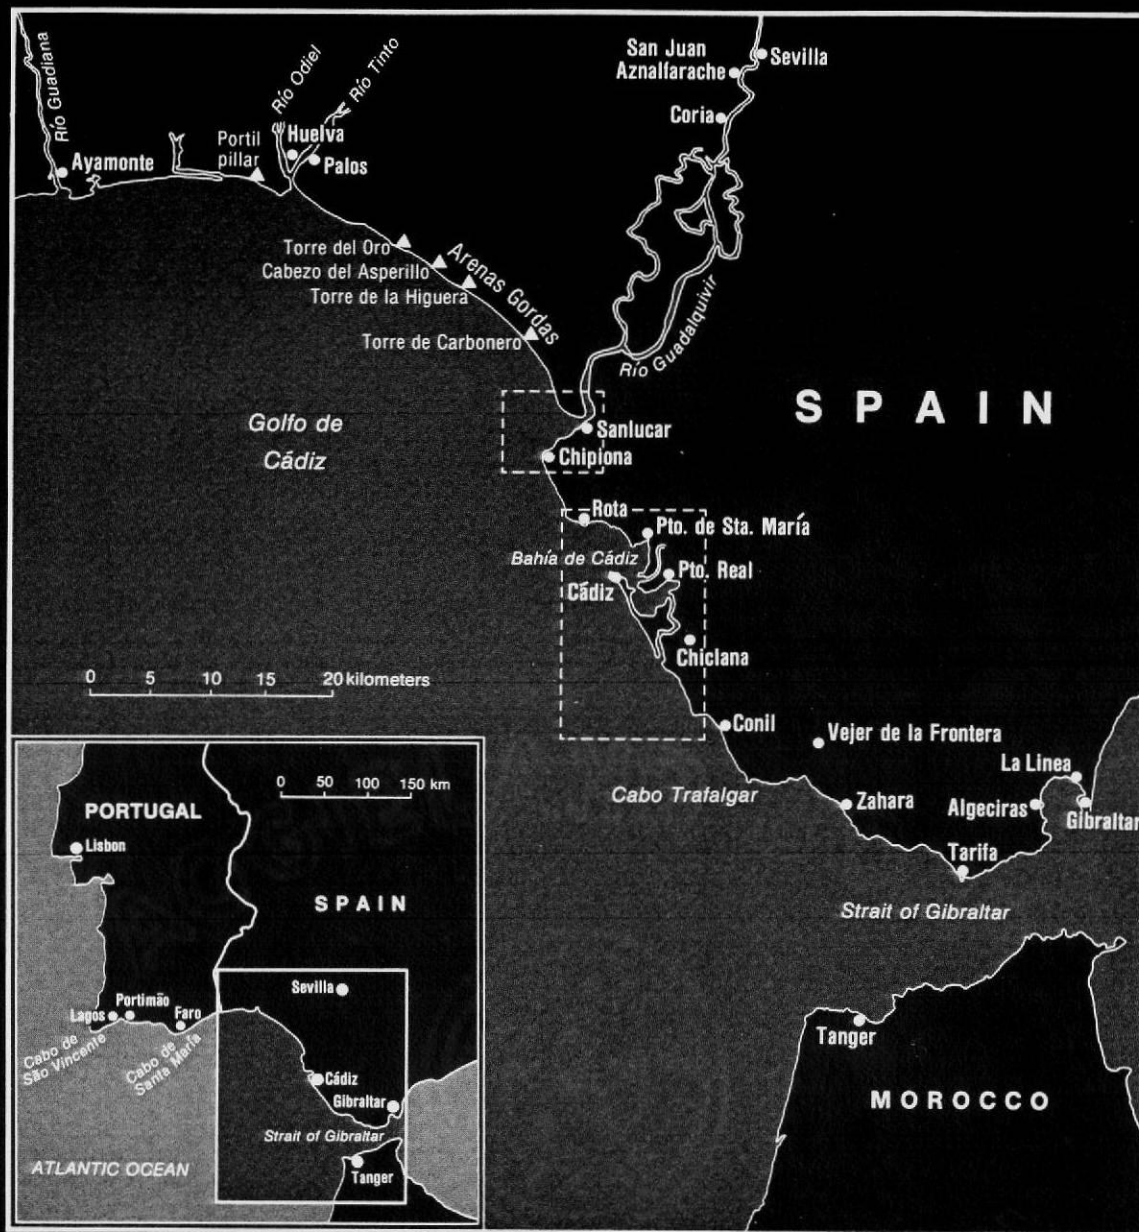 Río Guadiana
Ayamonte
Portil
pillar
Río Odiel
Río Tinto
Huelva
Palos
San Juan
Aznalfarache
Sevilla
Coria
Torre del Oro
Cabezo del Asperillo
Torre de la Higuera
Arenas Gordas
Torre de Carbonero
Río Guadalquivir
SPAIN
Golfo de
Cádiz
Sanlucar
Chipiona
Rota
Pto. de Sta. María
Bahía de Cádiz
Pto. Real
Cádiz
Chiclana
0 5 10 15 20 kilometers
Conil
Vejer de la Frontera
La Linea
Cabo Trafalgar
Zahara
Algeciras
Gibraltar
Tarifa
Strait of Gibraltar
Tanger
MOROCCO
0 50 100 150 km
PORTUGAL
Lisbon
SPAIN
Sevilla
Portimão
Lagos
Faro
Cabo de
São Vincente
Cabo de
Santa María
Cádiz
Gibraltar
Strait of Gibraltar
Tanger
ATLANTIC OCEAN